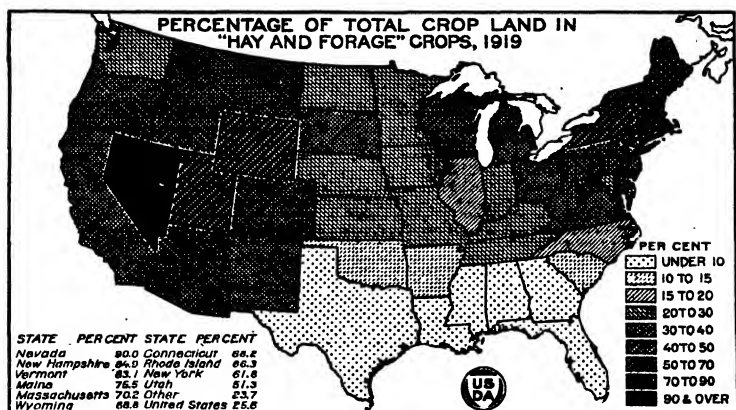 PERCENTAGE OF TOTAL CROP LAND IN
"HAY AND FORAGE" CROPS, 1919
PER CENT
UNDER 10
10 TO 15
15 TO 20
20 TO 30
30 TO 40
40 TO 50
50 TO 70
70 TO 90
90 & OVER
STATE PER CENT STATE PER CENT
Nevada 90.0 Connecticut 68.2
New Hampshire 84.0 Rhode Island 66.3
Vermont 83.1 New York 61.8
Maine 75.5 Utah 51.3
Massachusetts 70.2 Other 23.7
Wyoming 68.8 United States 25.6
US
DA